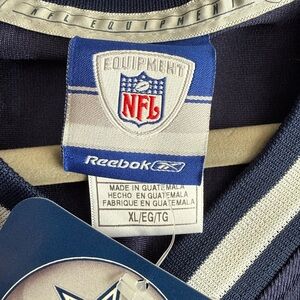 NFL EQUIPMENT
EQUIPMENT
NFL
Reebok
MADE IN GUATEMALA
HECHO EN GUATEMALA
FABRIQUE EN GUATEMALA
XL/EG/TG